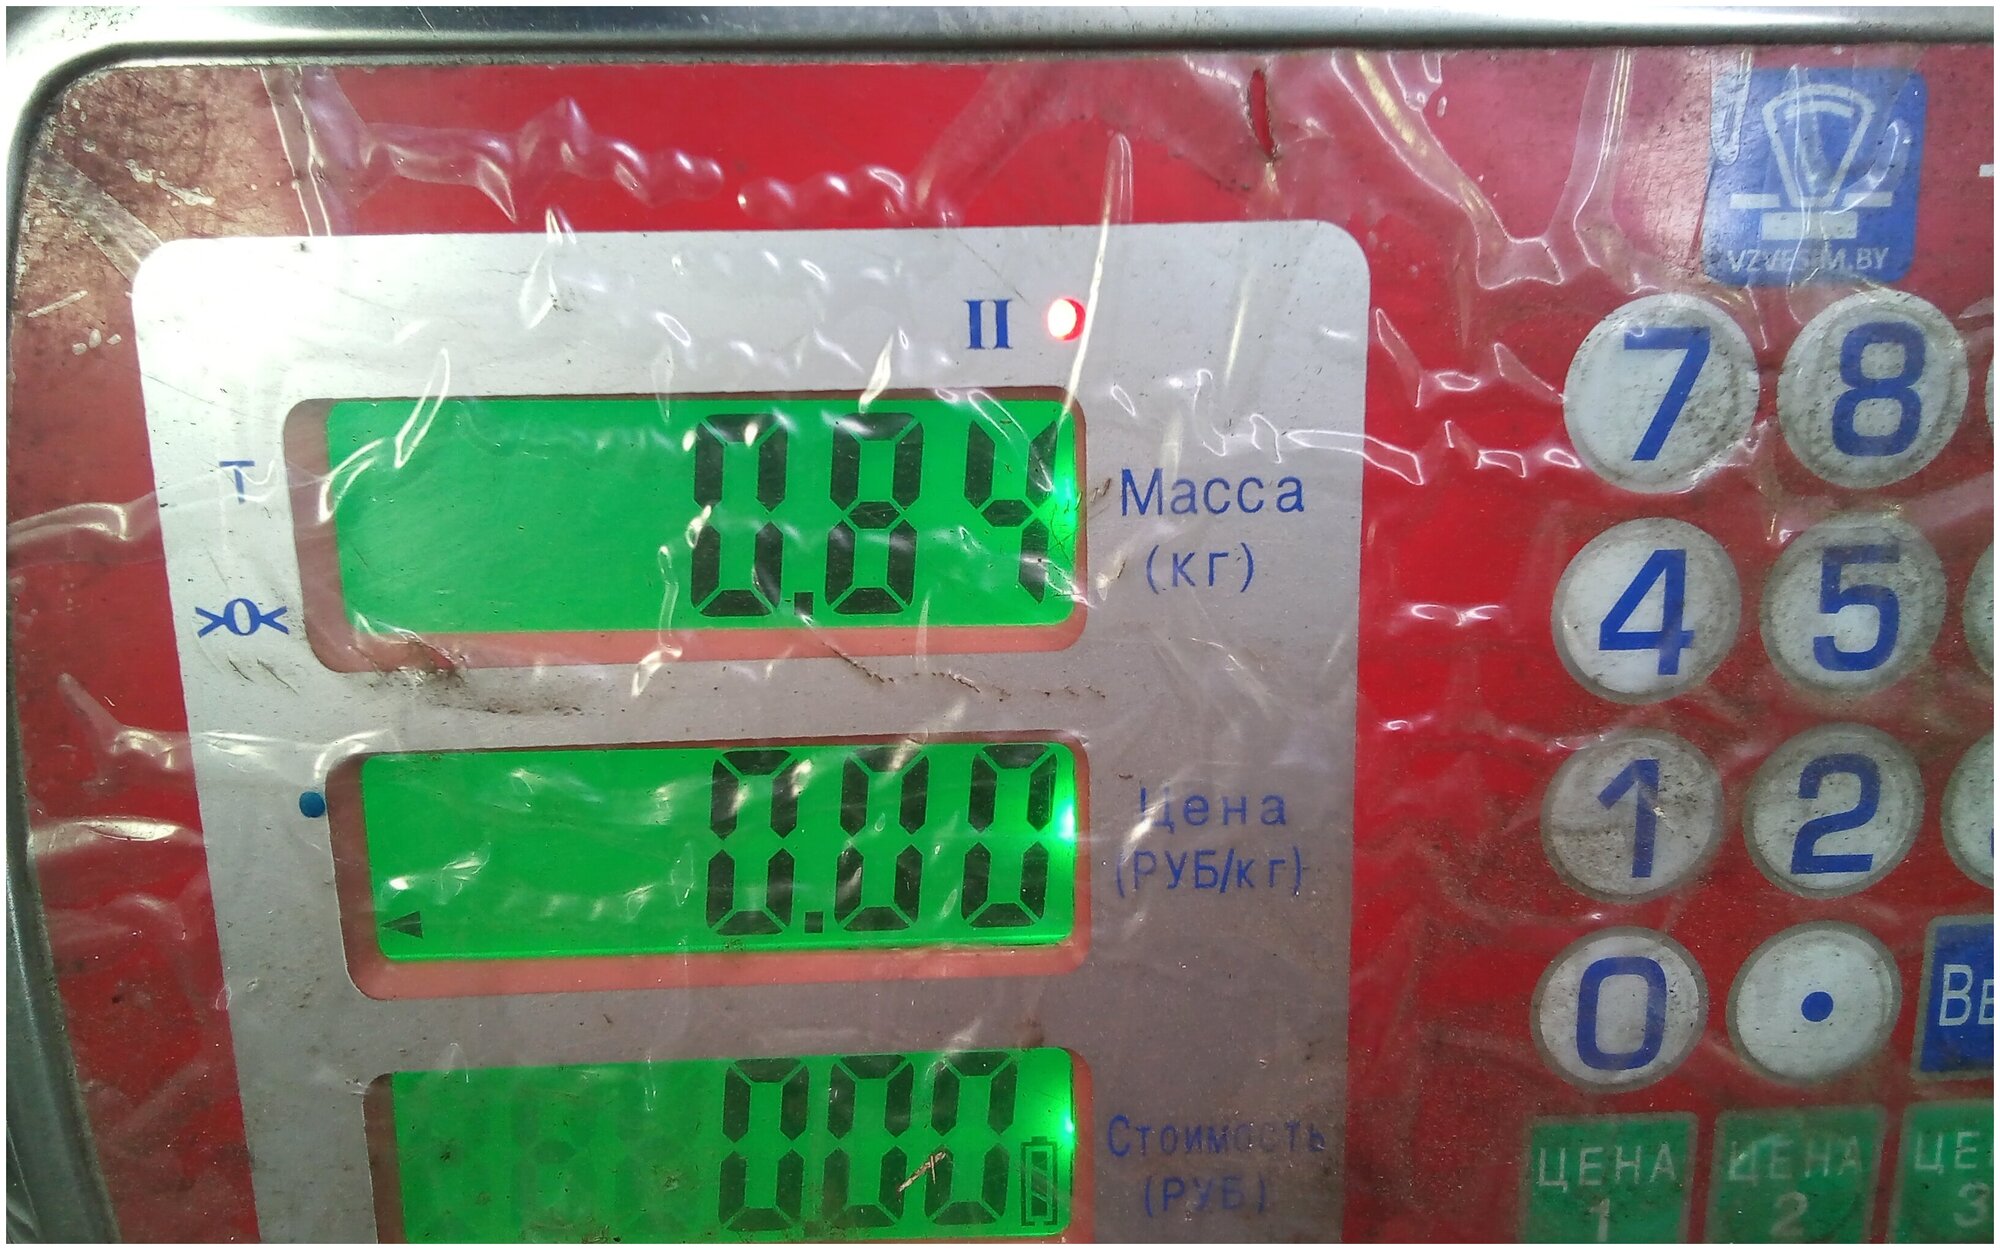 VZVESIM.BY
II
T
0.84
Масса
(кг)
>0<
7
8
4
5
0.00
Цена
(РУБ/кг)
1
2
0
.
0.00
Стоимость
(РУБ)
ЦЕНА
1
ЦЕНА
2
3